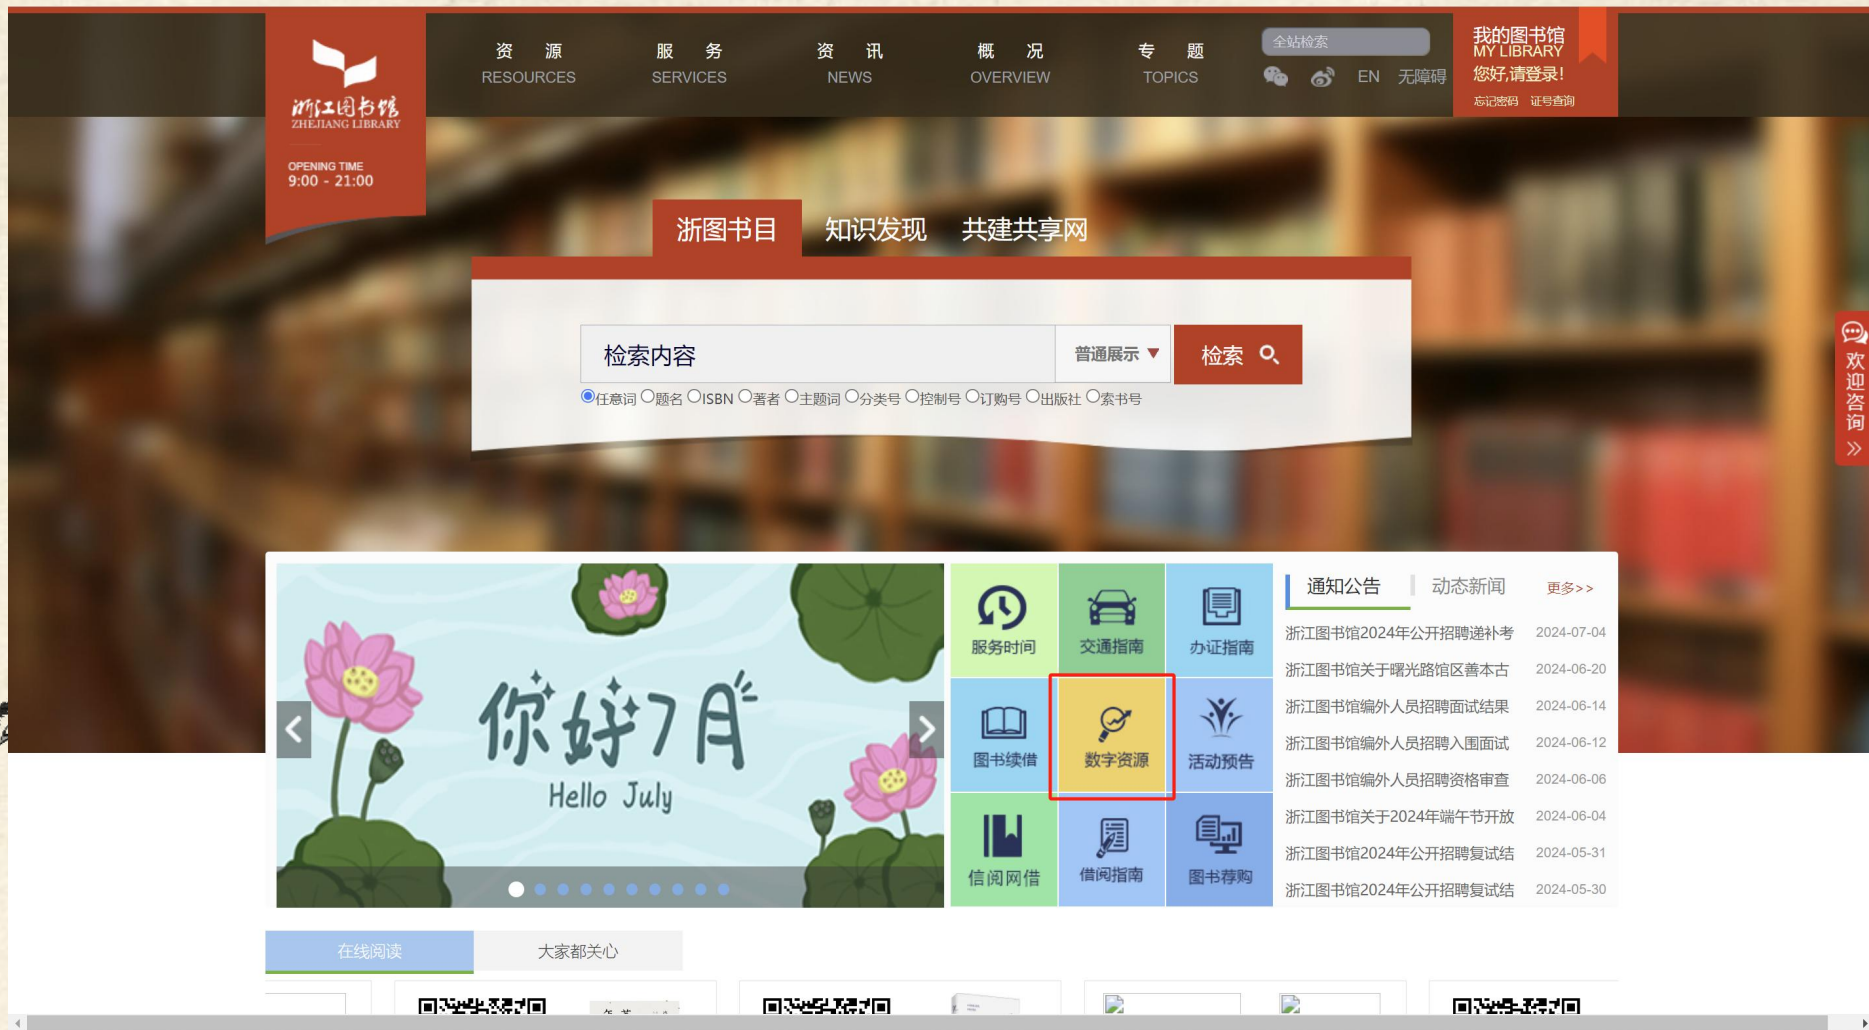 资 源
RESOURCES
服 务
SERVICES
资 讯
NEWS
概 况
OVERVIEW
专 题
TOPICS
全站检索
EN 无障碍
我的图书馆
MY LIBRARY
您好,请登录!
忘记密码 证号查询
浙江图书馆
ZHEJIANG LIBRARY
OPENING TIME
9:00 - 21:00
浙图书目 知识发现 共建共享网
检索内容 普通展示 ▼ 检索
任意词 题名 ISBN 著者 主题词 分类号 控制号 订购号 出版社 索书号
欢迎咨询
你好7月
Hello July
服务时间 交通指南 办证指南
图书续借 数字资源 活动预告
信阅网借 借阅指南 图书荐购
通知公告 动态新闻 更多>>
浙江图书馆2024年公开招聘递补考 2024-07-04
浙江图书馆关于曙光路馆区善本古 2024-06-20
浙江图书馆编外人员招聘面试结果 2024-06-14
浙江图书馆编外人员招聘入围面试 2024-06-12
浙江图书馆编外人员招聘资格审查 2024-06-06
浙江图书馆关于2024年端午节开放 2024-06-04
浙江图书馆2024年公开招聘复试结 2024-05-31
浙江图书馆2024年公开招聘复试结 2024-05-30
在线阅读 大家都关心